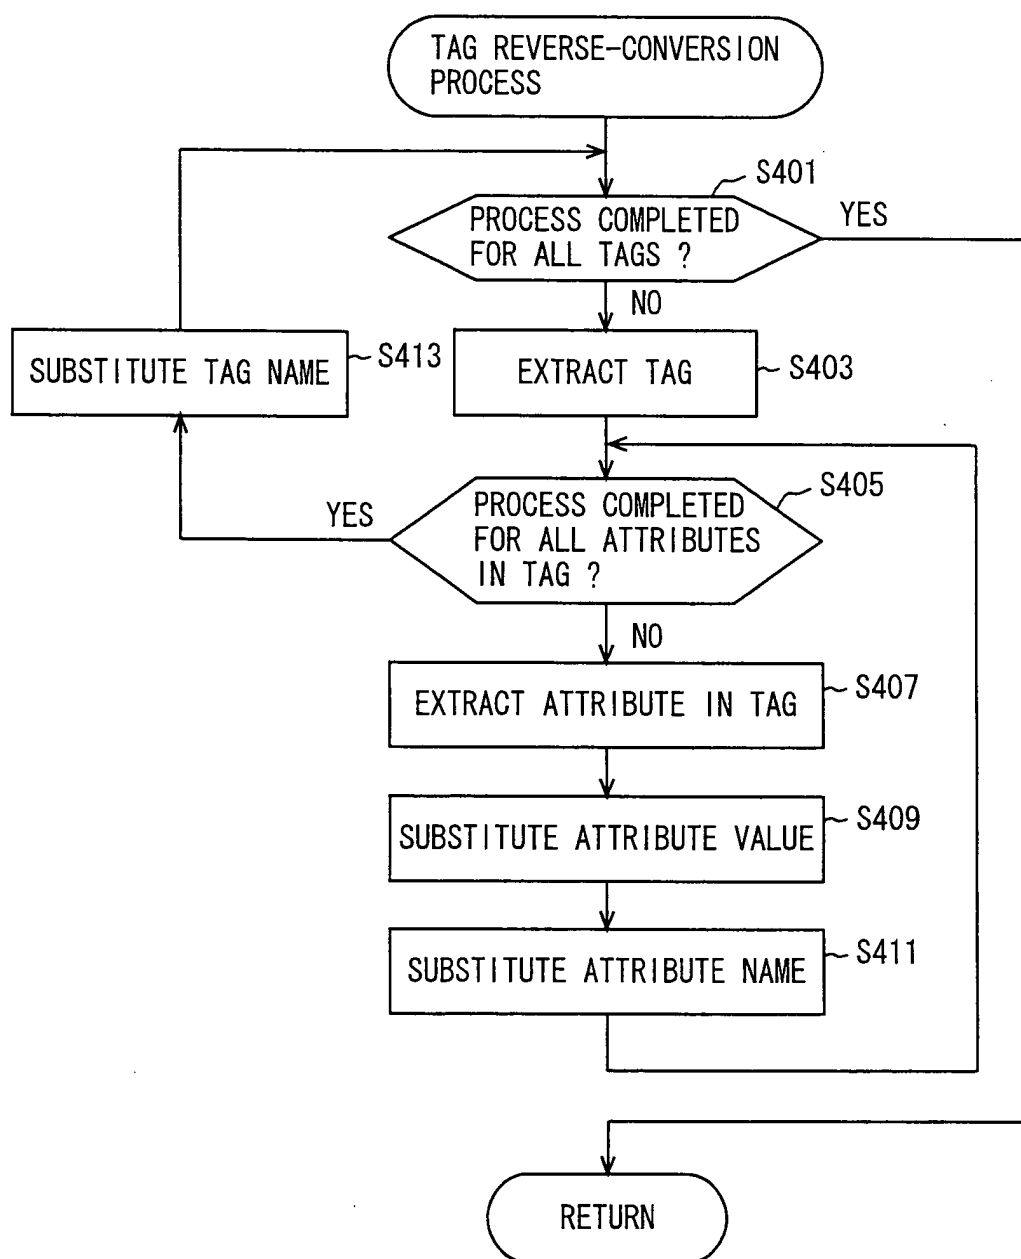 TAG REVERSE-CONVERSION
PROCESS
S401
PROCESS COMPLETED
FOR ALL TAGS ?
YES
NO
SUBSTITUTE TAG NAME
S413
EXTRACT TAG
S403
S405
PROCESS COMPLETED
FOR ALL ATTRIBUTES
IN TAG ?
YES
NO
EXTRACT ATTRIBUTE IN TAG
S407
SUBSTITUTE ATTRIBUTE VALUE
S409
SUBSTITUTE ATTRIBUTE NAME
S411
RETURN